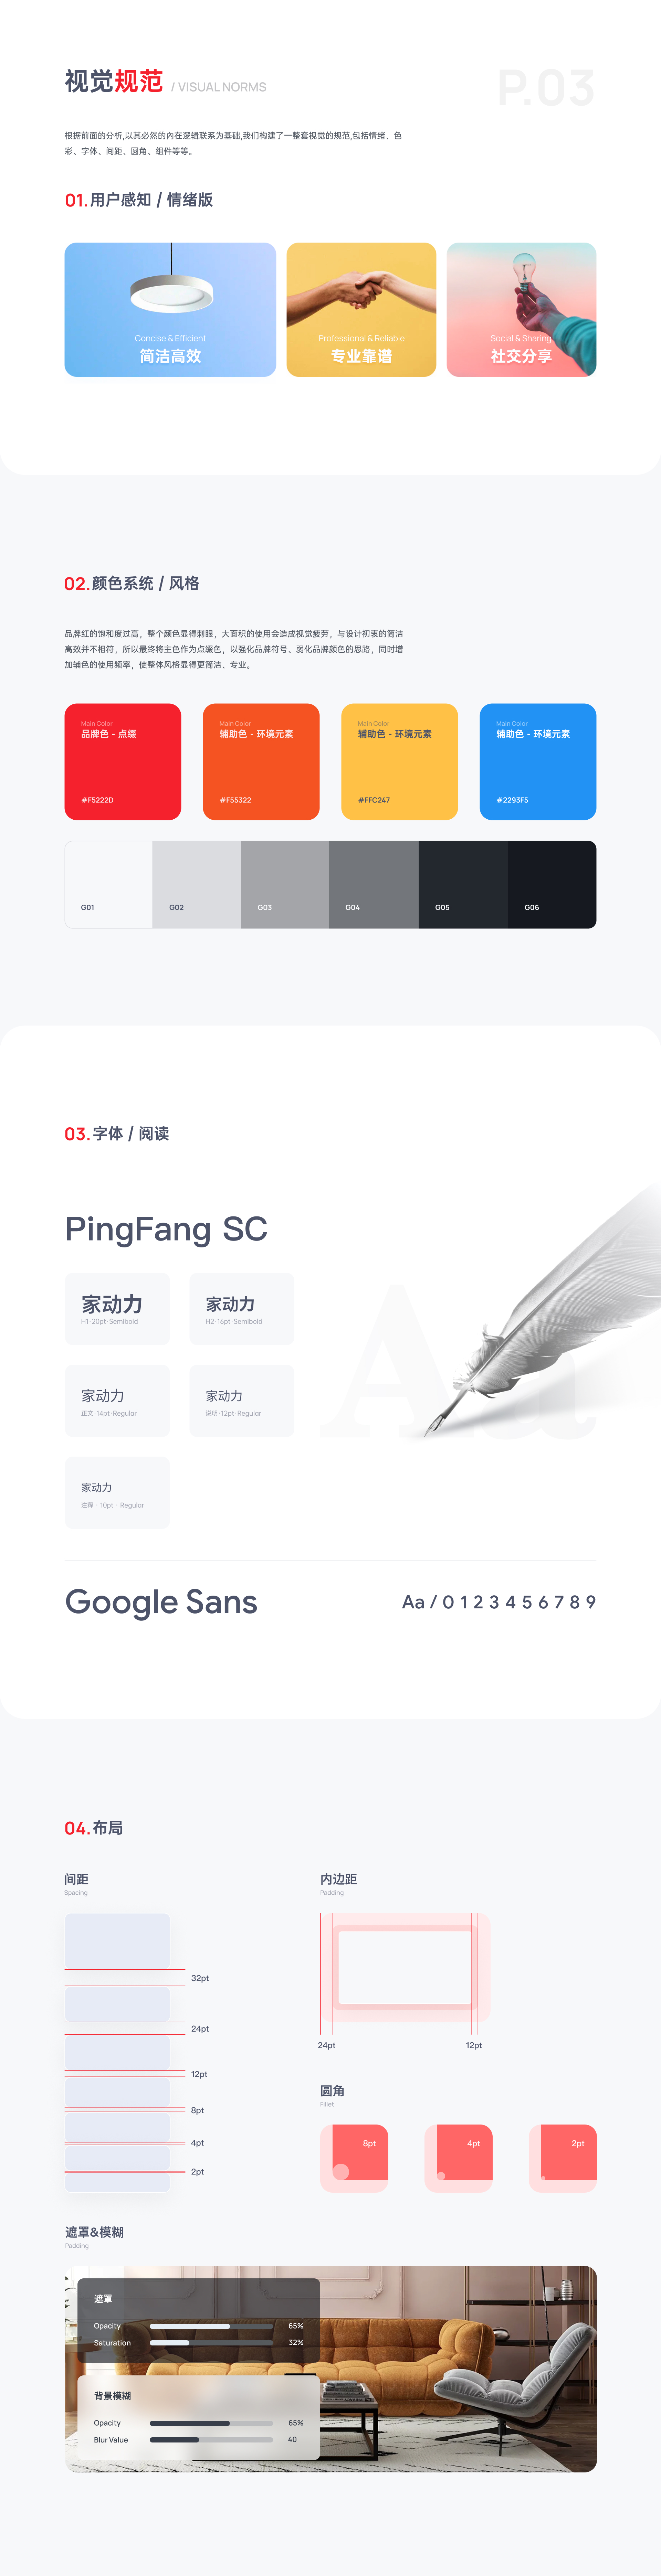 视觉规范 / VISUAL NORMS
P.03
根据前面的分析,以其必然的内在逻辑联系为基础,我们构建了一整套视觉的规范,包括情绪、色
彩、字体、间距、圆角、组件等等。
01.用户感知 / 情绪版
Concise & Efficient
简洁高效
Professional & Reliable
专业靠谱
Social & Sharing
社交分享
02.颜色系统 / 风格
品牌红的饱和度过高，整个颜色显得刺眼，大面积的使用会造成视觉疲劳，与设计初衷的简洁
高效并不相符，所以最终将主色作为点缀色，以强化品牌符号、弱化品牌颜色的思路，同时增
加辅色的使用频率，使整体风格显得更简洁、专业。
Main Color
品牌色 - 点缀
#F5222D
Main Color
辅助色 - 环境元素
#F55322
Main Color
辅助色 - 环境元素
#FFC247
Main Color
辅助色 - 环境元素
#2293F5
G01
G02
G03
G04
G05
G06
03.字体 / 阅读
PingFang SC
家动力
H1·20pt·Semibold
家动力
H2·16pt·Semibold
家动力
正文·14pt·Regular
家动力
说明·12pt·Regular
家动力
注释 · 10pt · Regular
Aa
Google Sans
Aa / 0 1 2 3 4 5 6 7 8 9
04.布局
间距
Spacing
32pt
24pt
12pt
8pt
4pt
2pt
内边距
Padding
24pt
12pt
圆角
Fillet
8pt
4pt
2pt
遮罩&模糊
Padding
遮罩
Opacity 65%
Saturation 32%
背景模糊
Opacity 65%
Blur Value 40